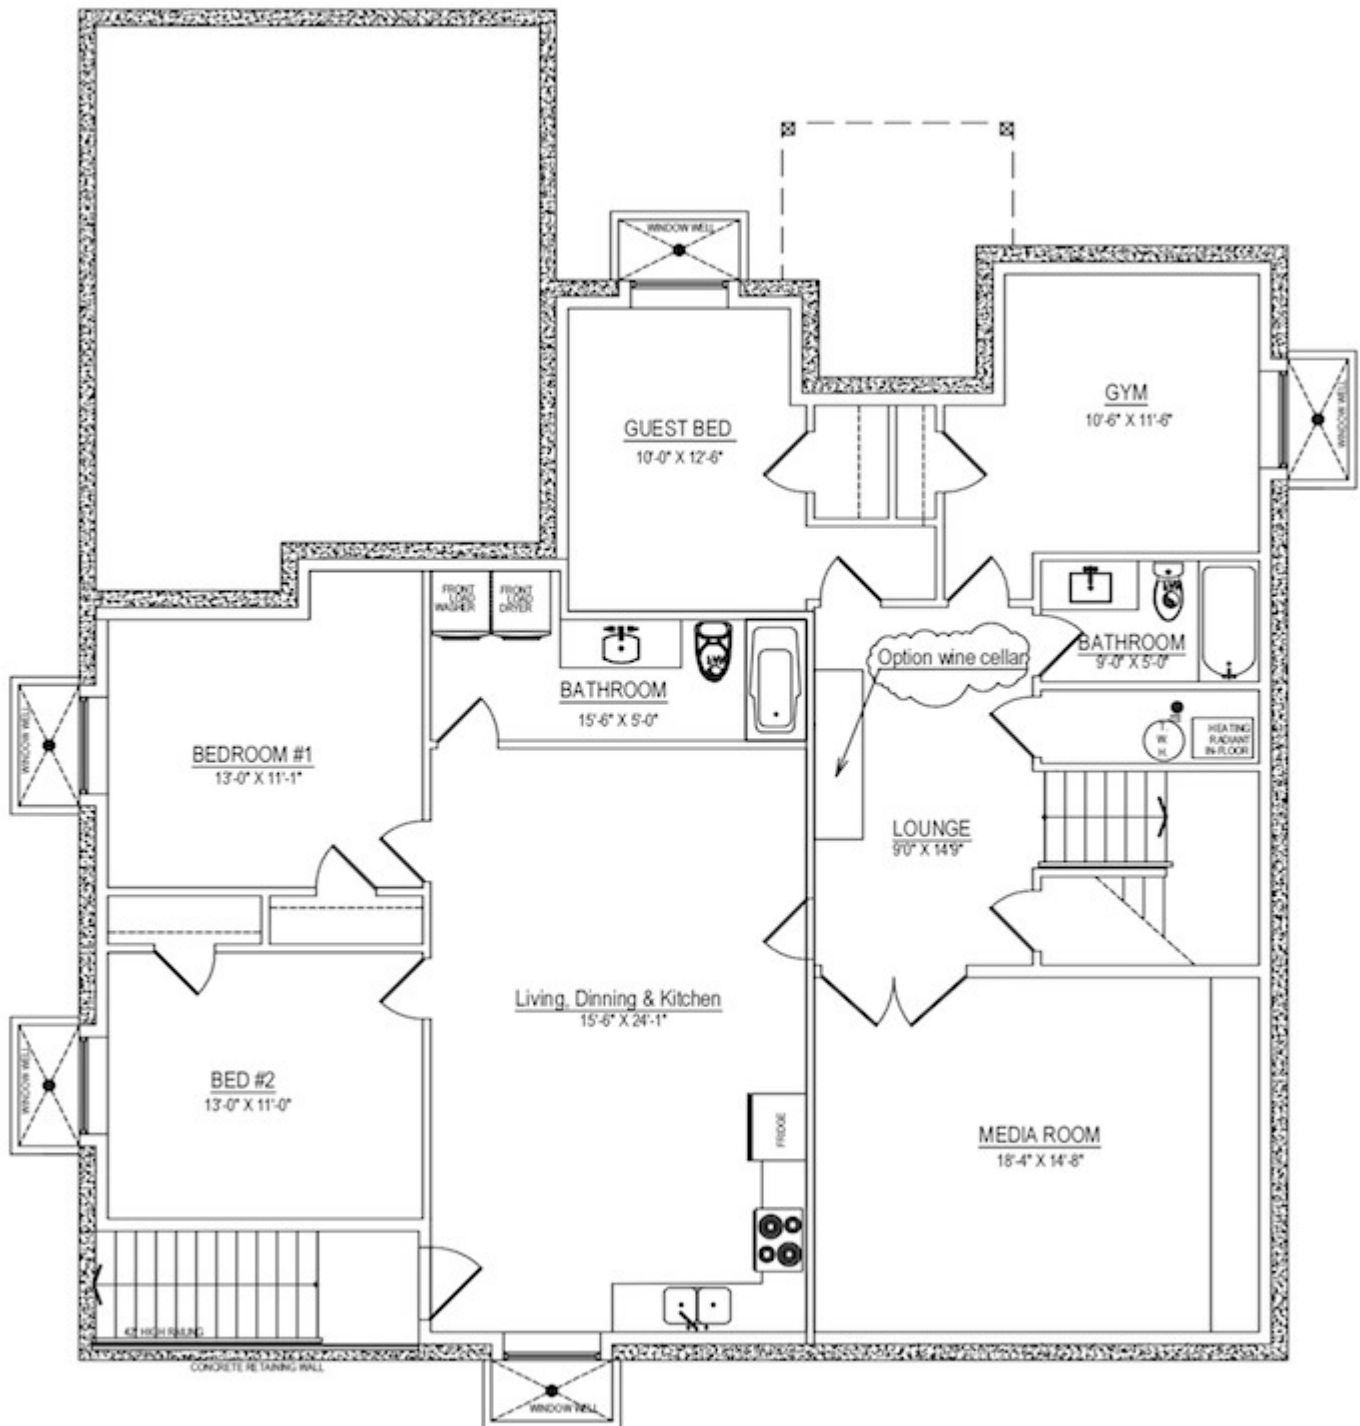 WINDOW WELL
WINDOW WELL
GYM
10'-6" X 11'-6"
GUEST BED
10'-0" X 12'-6"
FRONT
LOAD
WASHER
FRONT
LOAD
DRYER
BATHROOM
9'-0" X 5'-0"
Option wine cellar
BATHROOM
15'-6" X 5'-0"
WINDOW WELL
BEDROOM #1
13'-0" X 11'-1"
T.
W.
H.
HEATING
RADIANT
IN-FLOOR
LOUNGE
9'0" X 14'9"
Living, Dinning & Kitchen
15'-6" X 24'-1"
WINDOW WELL
BED #2
13'-0" X 11'-0"
FRIDGE
MEDIA ROOM
18'-4" X 14'-8"
42" HIGH RAILING
CONCRETE RETAINING WALL
WINDOW WELL